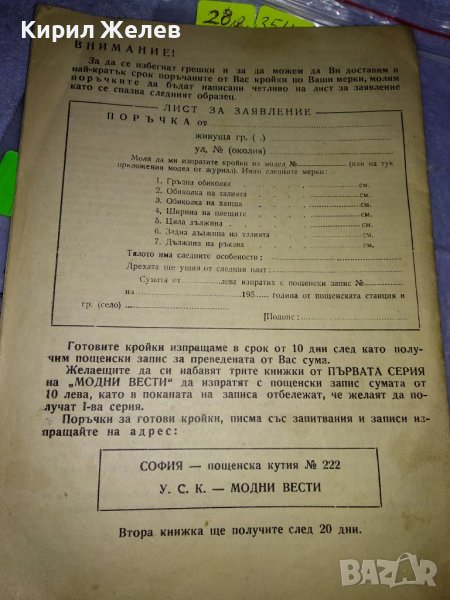 Кирил Желев
28 л.
ВНИМАНИЕ!
За да се избегнат грешки и за да можем да Ви доставим в
най-кратък срок поръчаните от Вас кройки по Ваши мерки, молим
поръчките да бъдат написани четливо на лист за заявление
като се спазва следният образец.
ЛИСТ ЗА ЗАЯВЛЕНИЕ
ПОРЪЧКА от
живуща гр. ( .)
ул, № (околия)
Моля да ми изпратите кройки на модел № (или на тук
приложения модел от журнал). Имам следните мерки:
1. Гръдна обиколка см.
2. Обиколка на талията см.
3. Обиколка на ханша см.
4. Ширина на плещите см.
5. Цяла дължина см.
6. Задна дължина на талията см.
7. Дължина на ръкава см.
Тялото има следните особености:
Дрехата ще ушия от следния плат:
Сумата от лева изпратих с пощенски запис №
на 195 година от пощенската станция в
гр. (село)
[Подпис:
Готовите кройки изпращаме в срок от 10 дни след като полу-
чим пощенски запис за преведената от Вас сума.
Желаещите да си набавят трите книжки от ПЪРВАТА СЕРИЯ
на „МОДНИ ВЕСТИ“ да изпратят с пощенски запис сумата от
10 лева, като в поканата на записа отбележат, че желаят да по-
лучат I-ва серия.
Поръчки за готови кройки, писма със запитвания и записи из-
пращайте на адрес:
СОФИЯ — пощенска кутия № 222
У. С. К. — МОДНИ ВЕСТИ
Втора книжка ще получите след 20 дни.
BAZAR.BG